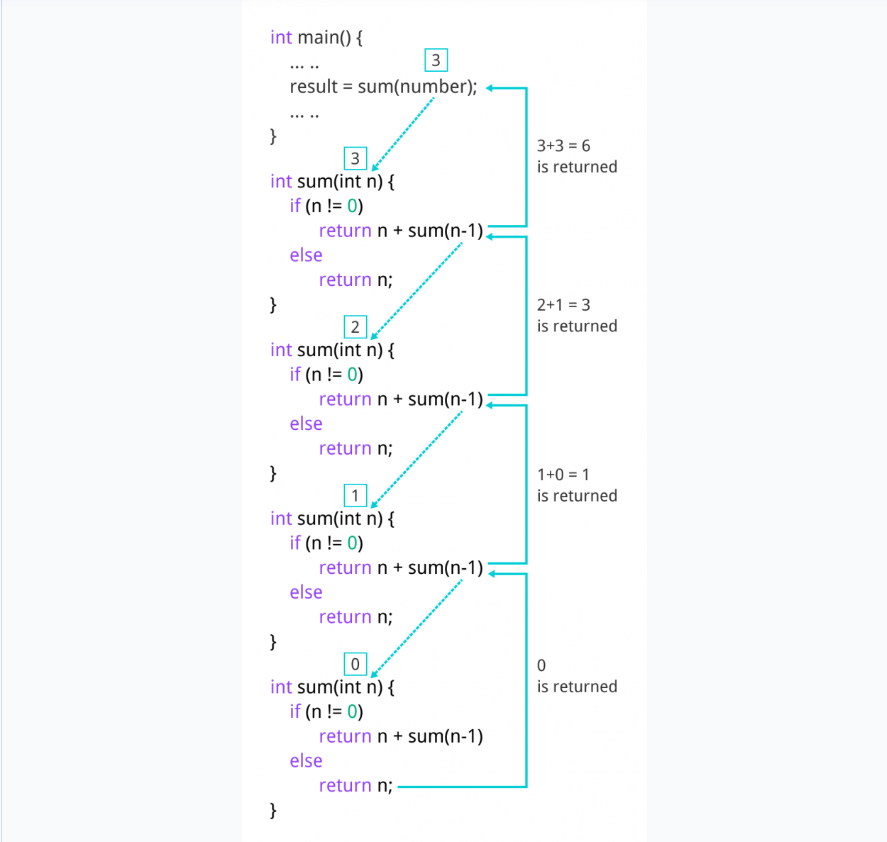 int main() {
... ..
3
result = sum(number);
... ..
}
3+3 = 6
is returned
3
int sum(int n) {
if (n != 0)
return n + sum(n-1)
else
return n;
}
2+1 = 3
is returned
2
int sum(int n) {
if (n != 0)
return n + sum(n-1)
else
return n;
}
1+0 = 1
is returned
1
int sum(int n) {
if (n != 0)
return n + sum(n-1)
else
return n;
}
0
is returned
0
int sum(int n) {
if (n != 0)
return n + sum(n-1)
else
return n;
}